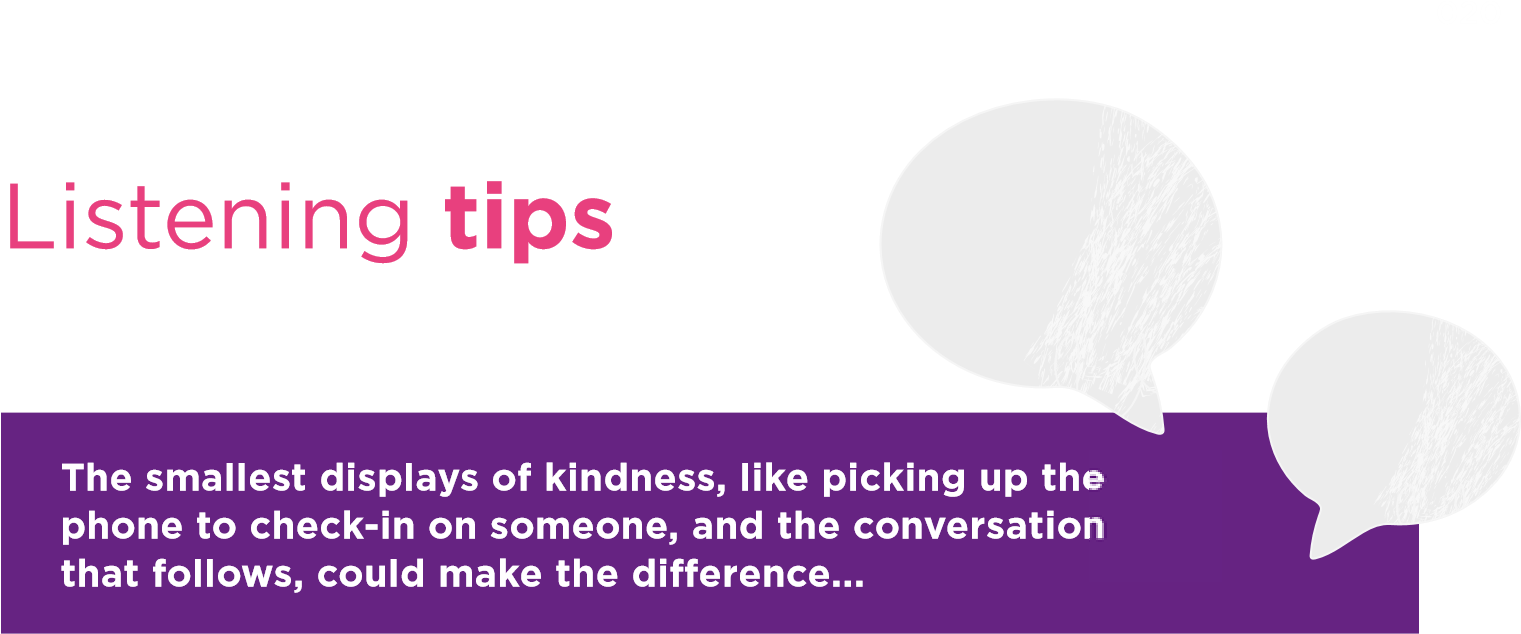 Listening tips
The smallest displays of kindness, like picking up the
phone to check-in on someone, and the conversation
that follows, could make the difference...